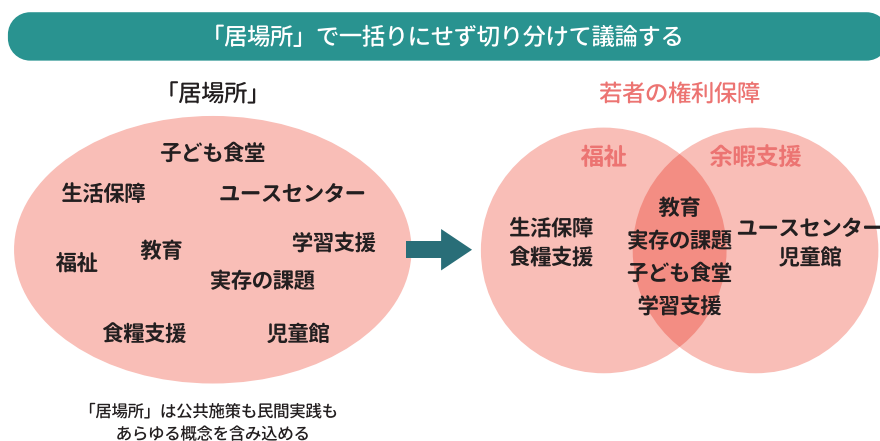 「居場所」で一括りにせず切り分けて議論する
「居場所」
子ども食堂
生活保障
ユースセンター
学習支援
教育
福祉
実存の課題
食糧支援
児童館
「居場所」は公共施策も民間実践も
あらゆる概念を含み込める
若者の権利保障
福祉
余暇支援
生活保障
食糧支援
教育
実存の課題
子ども食堂
学習支援
ユースセンター
児童館